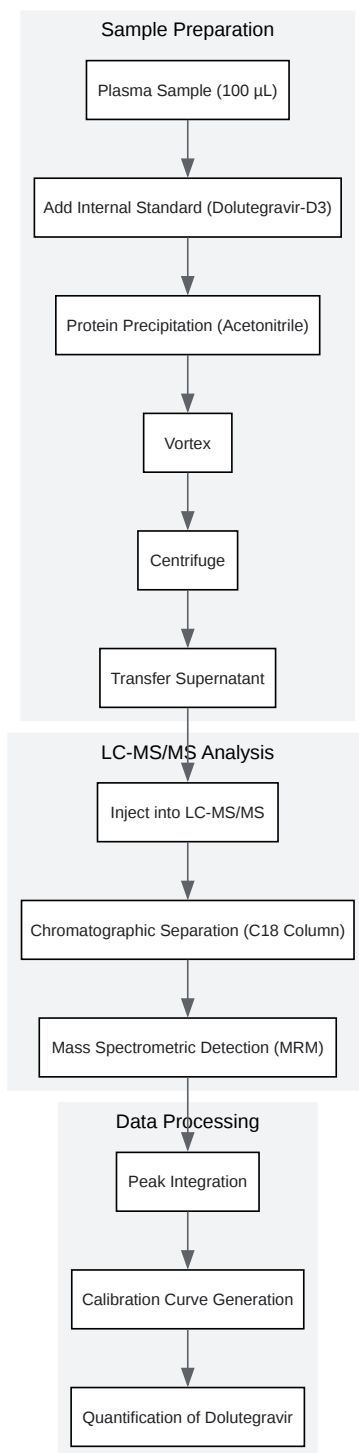 Sample Preparation
Plasma Sample (100 µL)
Add Internal Standard (Dolutegravir-D3)
Protein Precipitation (Acetonitrile)
Vortex
Centrifuge
Transfer Supernatant
LC-MS/MS Analysis
Inject into LC-MS/MS
Chromatographic Separation (C18 Column)
Mass Spectrometric Detection (MRM)
Data Processing
Peak Integration
Calibration Curve Generation
Quantification of Dolutegravir